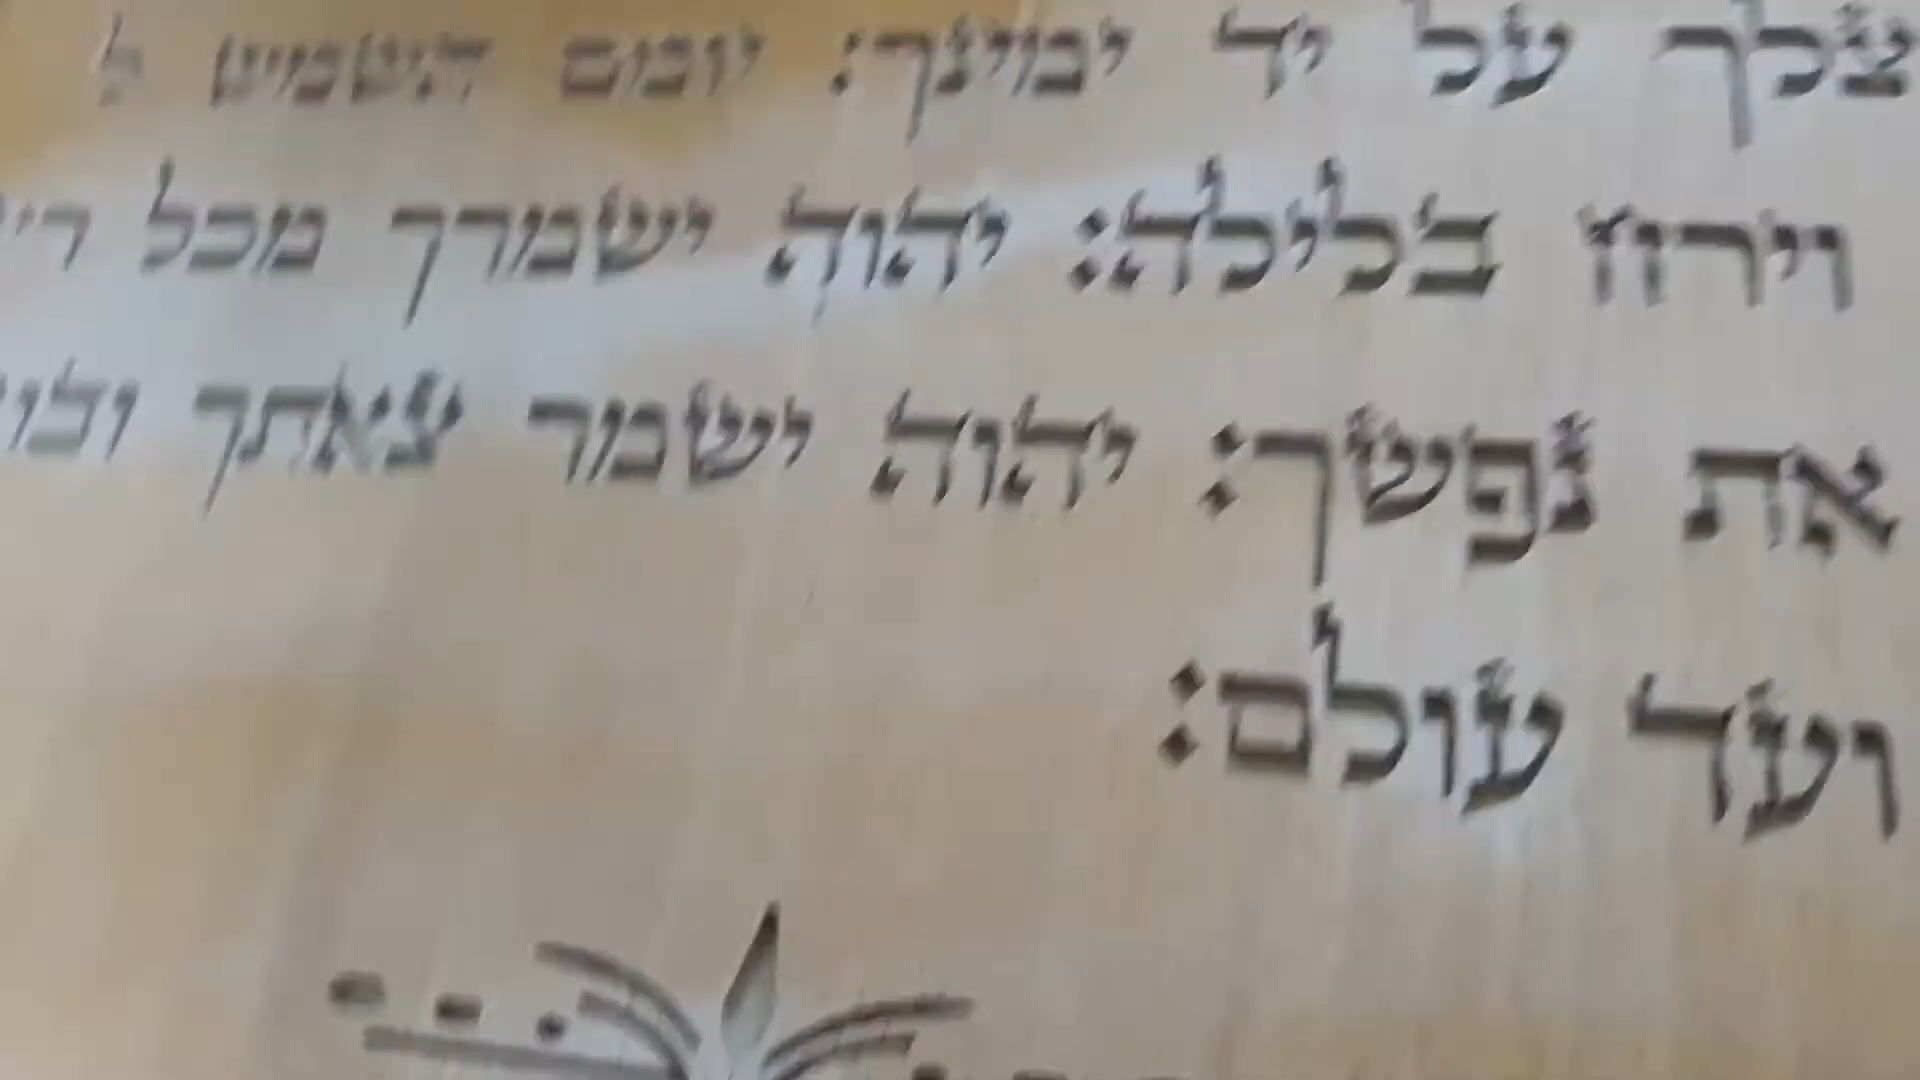 צלך על יד ימינך: יומם השמש
וירח בלילה: יהוה ישמרך מכל
את נפשך: יהוה ישמר צאתך
ועד עולם: